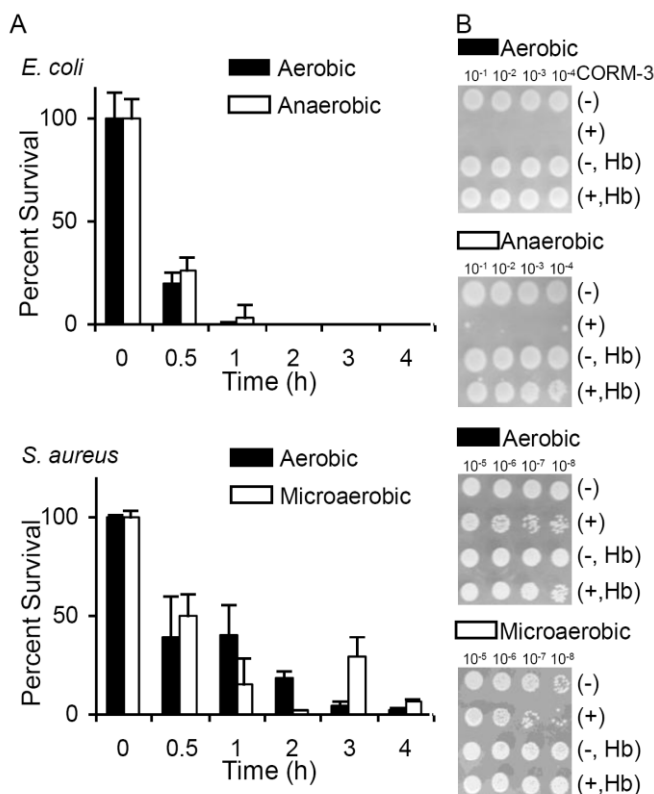 A
E. coli
Aerobic
Anaerobic
Percent Survival
100
50
0
0 0.5 1 2 3 4
Time (h)
S. aureus
Aerobic
Microaerobic
Percent Survival
100
50
0
0 0.5 1 2 3 4
Time (h)
B
Aerobic
10-1 10-2 10-3 10-4 CORM-3
(-)
(+)
(-, Hb)
(+,Hb)
Anaerobic
10-1 10-2 10-3 10-4
(-)
(+)
(-, Hb)
(+,Hb)
Aerobic
10-5 10-6 10-7 10-8
(-)
(+)
(-, Hb)
(+,Hb)
Microaerobic
10-5 10-6 10-7 10-8
(-)
(+)
(-, Hb)
(+,Hb)